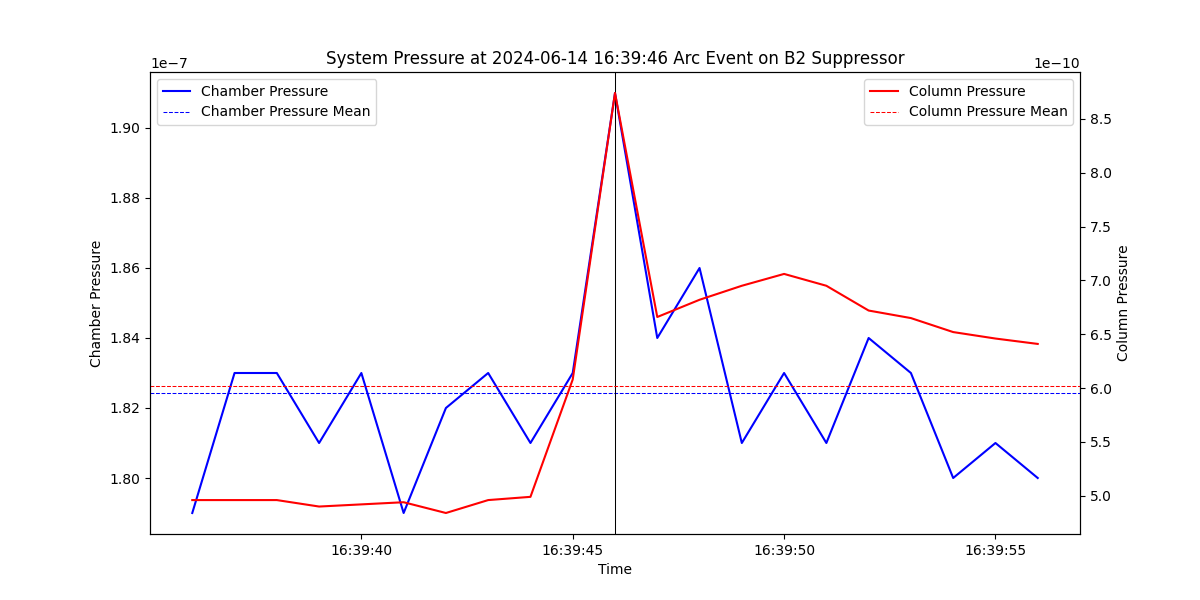 System Pressure at 2024-06-14 16:39:46 Arc Event on B2 Suppressor
1e−7
1e−10
Chamber Pressure
Chamber Pressure Mean
Column Pressure
Column Pressure Mean
1.90
1.88
1.86
1.84
1.82
1.80
Chamber Pressure
8.5
8.0
7.5
7.0
6.5
6.0
5.5
5.0
Column Pressure
16:39:40
16:39:45
16:39:50
16:39:55
Time